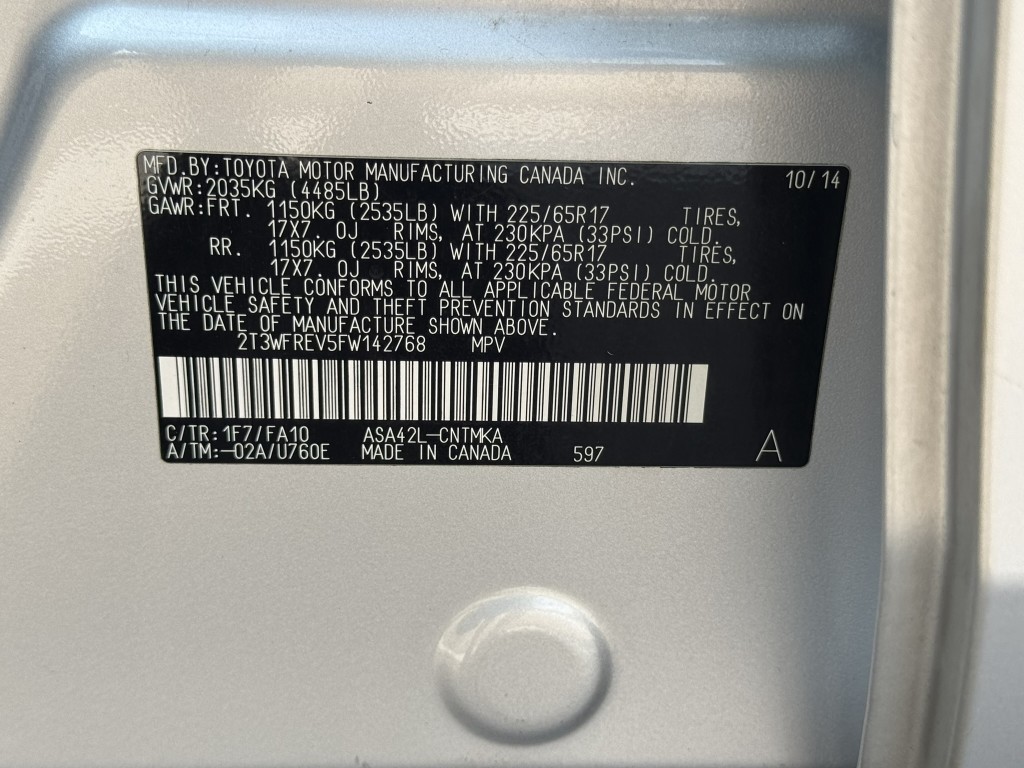 MFD.BY:TOYOTA MOTOR MANUFACTURING CANADA INC. 10/14
GVWR:2035KG (4485LB)
GAWR:FRT. 1150KG (2535LB) WITH 225/65R17 TIRES,
17X7.0J RIMS, AT 230KPA (33PSI) COLD.
RR. 1150KG (2535LB) WITH 225/65R17 TIRES,
17X7.0J RIMS, AT 230KPA (33PSI) COLD.
THIS VEHICLE CONFORMS TO ALL APPLICABLE FEDERAL MOTOR
VEHICLE SAFETY AND THEFT PREVENTION STANDARDS IN EFFECT ON
THE DATE OF MANUFACTURE SHOWN ABOVE.
2T3WFREV5FW142768 MPV
C/TR:1F7/FA10 ASA42L-CNTMKA
A/TM:-02A/U760E MADE IN CANADA 597 A